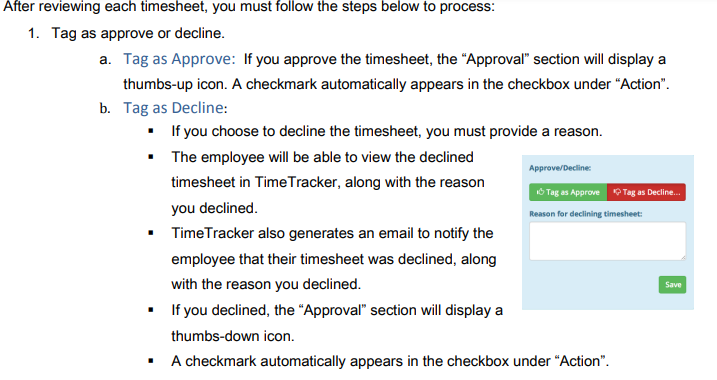 After reviewing each timesheet, you must follow the steps below to process:
1. Tag as approve or decline.
a. Tag as Approve: If you approve the timesheet, the “Approval” section will display a
thumbs-up icon. A checkmark automatically appears in the checkbox under “Action”.
b. Tag as Decline:
▪ If you choose to decline the timesheet, you must provide a reason.
▪ The employee will be able to view the declined
timesheet in TimeTracker, along with the reason
you declined.
▪ TimeTracker also generates an email to notify the
employee that their timesheet was declined, along
with the reason you declined.
▪ If you declined, the “Approval” section will display a
thumbs-down icon.
▪ A checkmark automatically appears in the checkbox under “Action”.
Approve/Decline:
Tag as Approve Tag as Decline...
Reason for declining timesheet:
Save